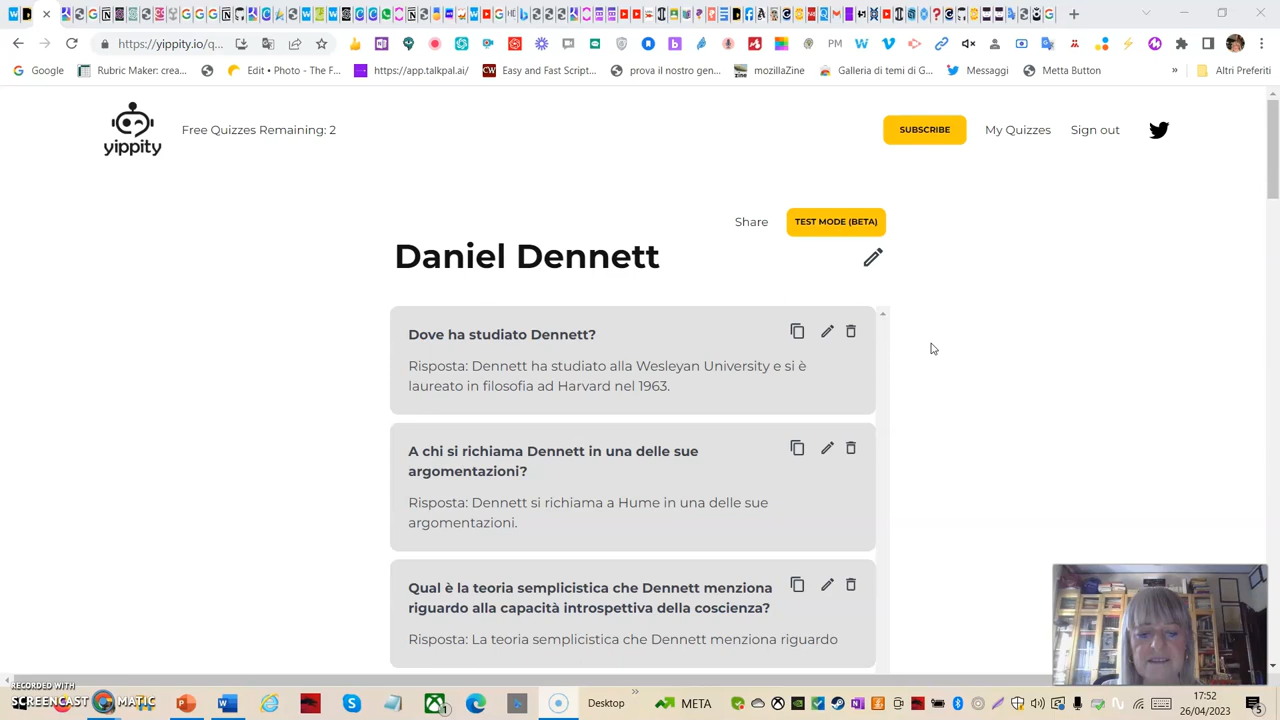 https://yippity.io/q...
PM
Google
Rubric Maker: crea...
Edit • Photo - The F...
https://app.talkpal.ai/
Easy and Fast Script...
prova il nostro gen...
mozillaZine
Galleria di temi di G...
Messaggi
Metta Button
»
Altri Preferiti
yippity
Free Quizzes Remaining: 2
SUBSCRIBE
My Quizzes
Sign out
Share
TEST MODE (BETA)
Daniel Dennett
Dove ha studiato Dennett?
Risposta: Dennett ha studiato alla Wesleyan University e si è
laureato in filosofia ad Harvard nel 1963.
A chi si richiama Dennett in una delle sue
argomentazioni?
Risposta: Dennett si richiama a Hume in una delle sue
argomentazioni.
Qual è la teoria semplicistica che Dennett menziona
riguardo alla capacità introspettiva della coscienza?
Risposta: La teoria semplicistica che Dennett menziona riguardo
RECORDED WITH
SCREENCAST MATIC
Desktop
»
META
17:52
26/04/2023